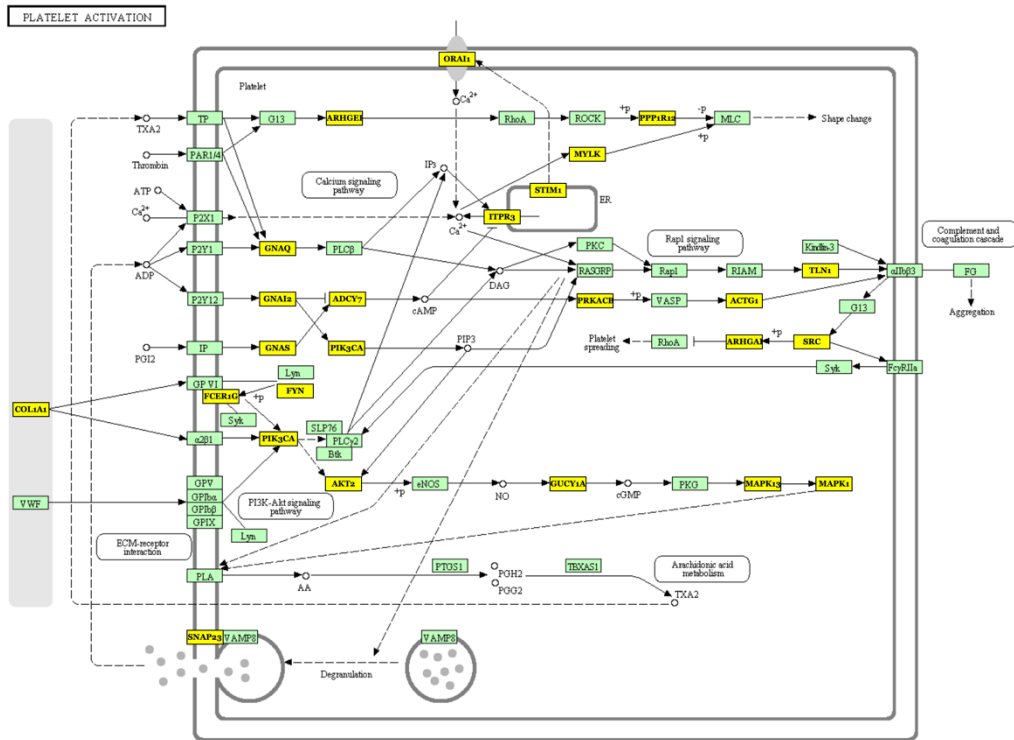 PLATELET ACTIVATION
ORAI1
Platelet
Ca2+
TXA2
TP
G13
ARHGEF
RhoA
ROCK
+p
PPP1R12
-p
MLC
Shape change
+p
Thrombin
PAR1/4
MYLK
IP3
Calcium signaling
pathway
STIM1
ER
ATP
Ca2+
P2X1
Ca2+
ITPR3
Complement and
coagulation cascade
ADP
P2Y1
GNAQ
PLCβ
PKC
Rap1 signaling
pathway
Kindlin-3
DAG
RASGRP
Rap1
RIAM
TLN1
αIIbβ3
FG
P2Y12
GNAI2
ADCY7
cAMP
PRKACB
+p
VASP
ACTG1
G13
Aggregation
PGI2
IP
GNAS
PIK3CA
PIP3
Platelet
spreading
RhoA
ARHGAP
+p
SRC
Lyn
GP VI
FCER1G
+p
FYN
Syk
FcγRIIa
COL1A1
Syk
SLP76
α2β1
PIK3CA
PLCγ2
Btk
GPV
GPIbα
GPIbβ
GPIX
VWF
PI3K-Akt signaling
pathway
AKT2
+p
eNOS
NO
GUCY1A
cGMP
PKG
MAPK13
MAPK1
Lyn
ECM-receptor
interaction
PLA
AA
PTGS1
PGH2
PGG2
TBXAS1
Arachidonic acid
metabolism
TXA2
SNAP23
VAMP8
VAMP8
Degranulation